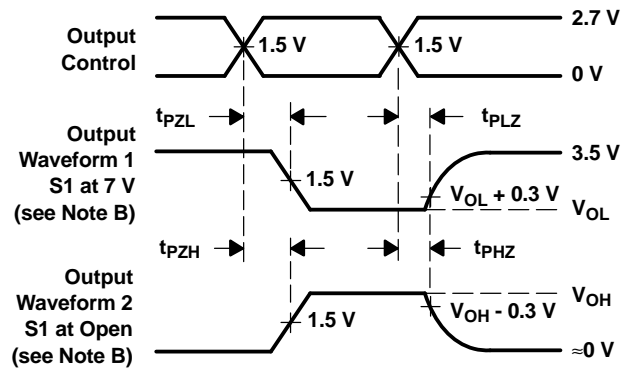 Output
Control
1.5 V
1.5 V
2.7 V
0 V
tPZL
tPLZ
Output
Waveform 1
S1 at 7 V
(see Note B)
1.5 V
3.5 V
VOL + 0.3 V
VOL
tPZH
tPHZ
Output
Waveform 2
S1 at Open
(see Note B)
1.5 V
VOH
VOH - 0.3 V
≈0 V